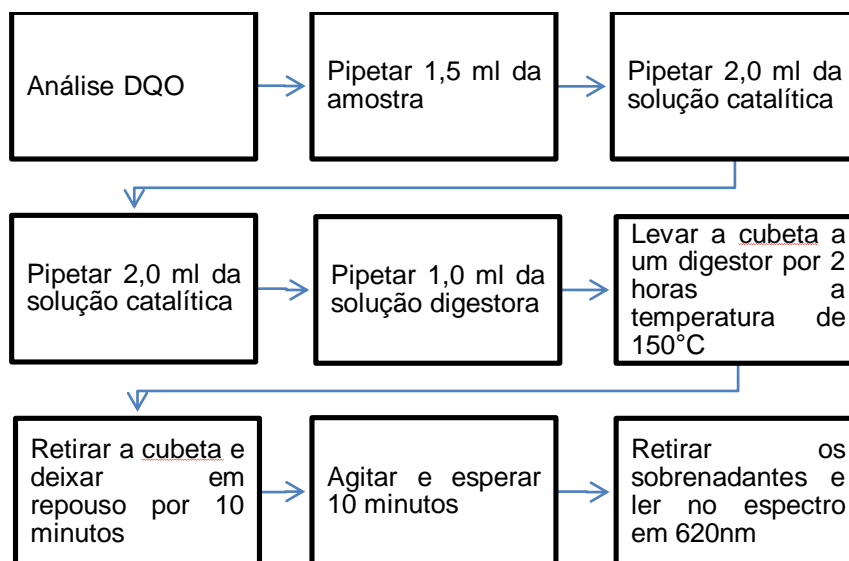 Análise DQO
Pipetar 1,5 ml da
amostra
Pipetar 2,0 ml da
solução catalítica
Pipetar 2,0 ml da
solução catalítica
Pipetar 1,0 ml da
solução digestora
Levar a cubeta a
um digestor por 2
horas a
temperatura de
150°C
Retirar a cubeta e
deixar em
repouso por 10
minutos
Agitar e esperar
10 minutos
Retirar os
sobrenadantes e
ler no espectro
em 620nm